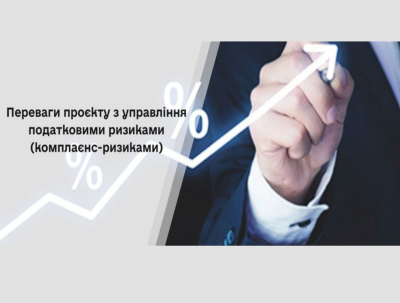 %
Переваги проєкту з управління
податковими ризиками
(комплаєнс-ризиками)
%